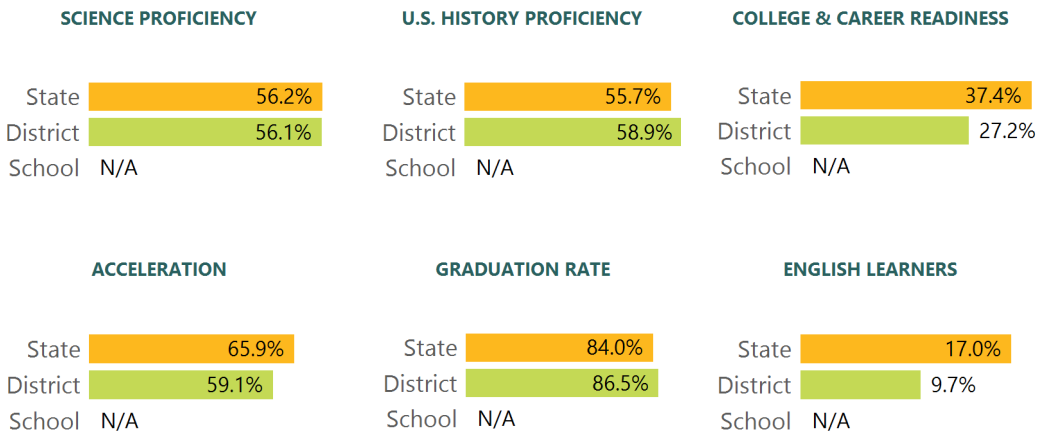 SCIENCE PROFICIENCY
State 56.2%
District 56.1%
School N/A
U.S. HISTORY PROFICIENCY
State 55.7%
District 58.9%
School N/A
COLLEGE & CAREER READINESS
State 37.4%
District 27.2%
School N/A
ACCELERATION
State 65.9%
District 59.1%
School N/A
GRADUATION RATE
State 84.0%
District 86.5%
School N/A
ENGLISH LEARNERS
State 17.0%
District 9.7%
School N/A